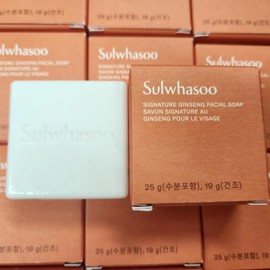 Sulwhasoo
SIGNATURE GINSENG FACIAL SOAP
SAVON SIGNATURE AU
GINSENG POUR LE VISAGE
25 g(수분포함), 19 g(건조)
Sulwhasoo